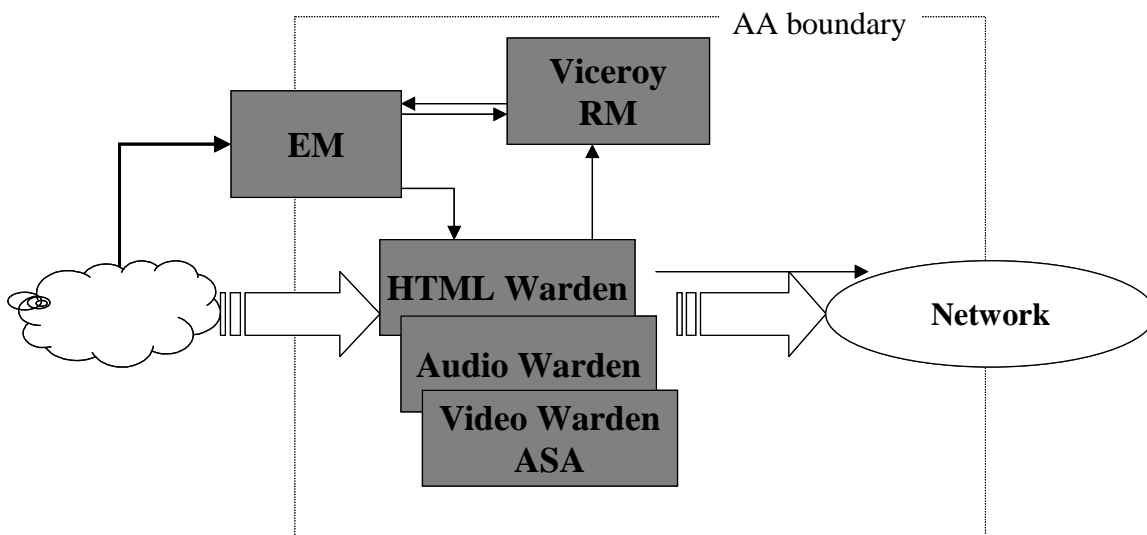 AA boundary
Viceroy
RM
EM
HTML Warden
Network
Audio Warden
Video Warden
ASA